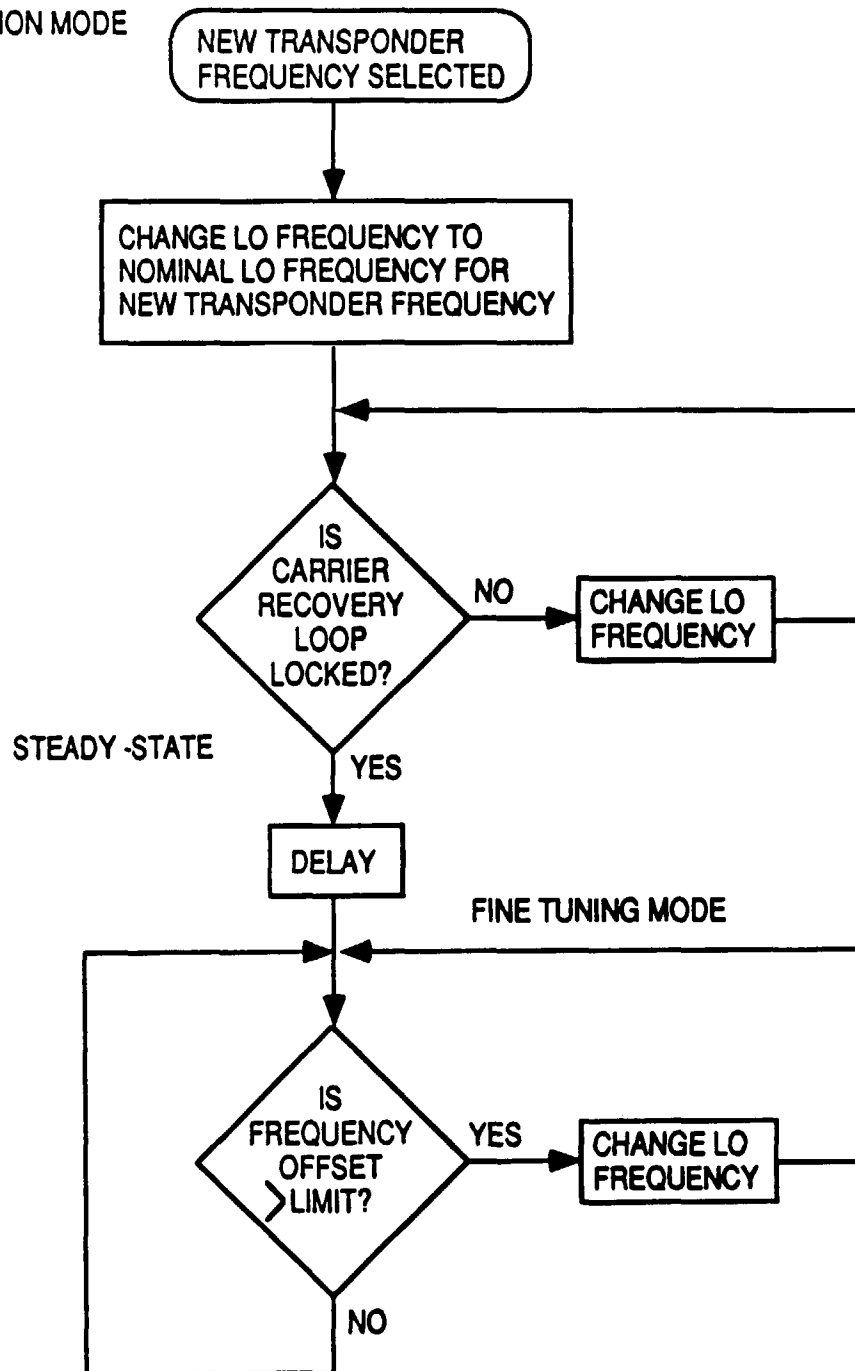 ION MODE
NEW TRANSPONDER
FREQUENCY SELECTED
CHANGE LO FREQUENCY TO
NOMINAL LO FREQUENCY FOR
NEW TRANSPONDER FREQUENCY
IS
CARRIER
RECOVERY
LOOP
LOCKED?
NO
CHANGE LO
FREQUENCY
STEADY -STATE
YES
DELAY
FINE TUNING MODE
IS
FREQUENCY
OFFSET
>LIMIT?
YES
CHANGE LO
FREQUENCY
NO